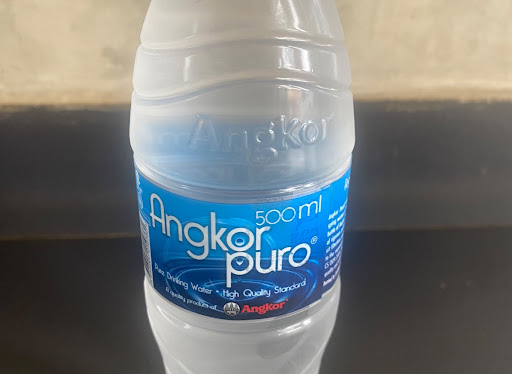 Angkor
500ml
Angkor
puro®
Pure Drinking Water - High Quality Standard
A quality product of Angkor